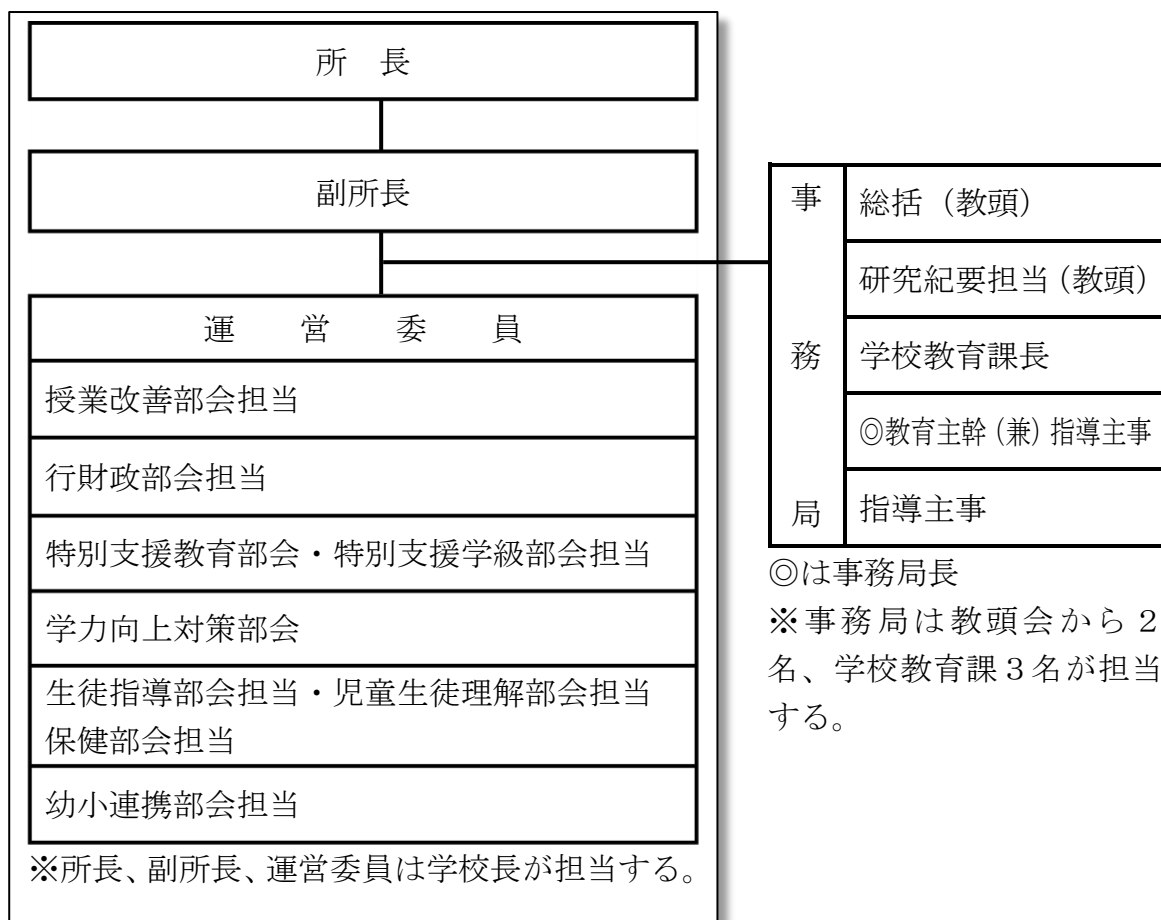 所　長
副所長
運　営　委　員
授業改善部会担当
行財政部会担当
特別支援教育部会・特別支援学級部会担当
学力向上対策部会
生徒指導部会担当・児童生徒理解部会担当
保健部会担当
幼小連携部会担当
※所長、副所長、運営委員は学校長が担当する。
事務局
総括（教頭）
研究紀要担当（教頭）
学校教育課長
◎教育主幹（兼）指導主事
指導主事
◎は事務局長
※事務局は教頭会から２
名、学校教育課３名が担当
する。